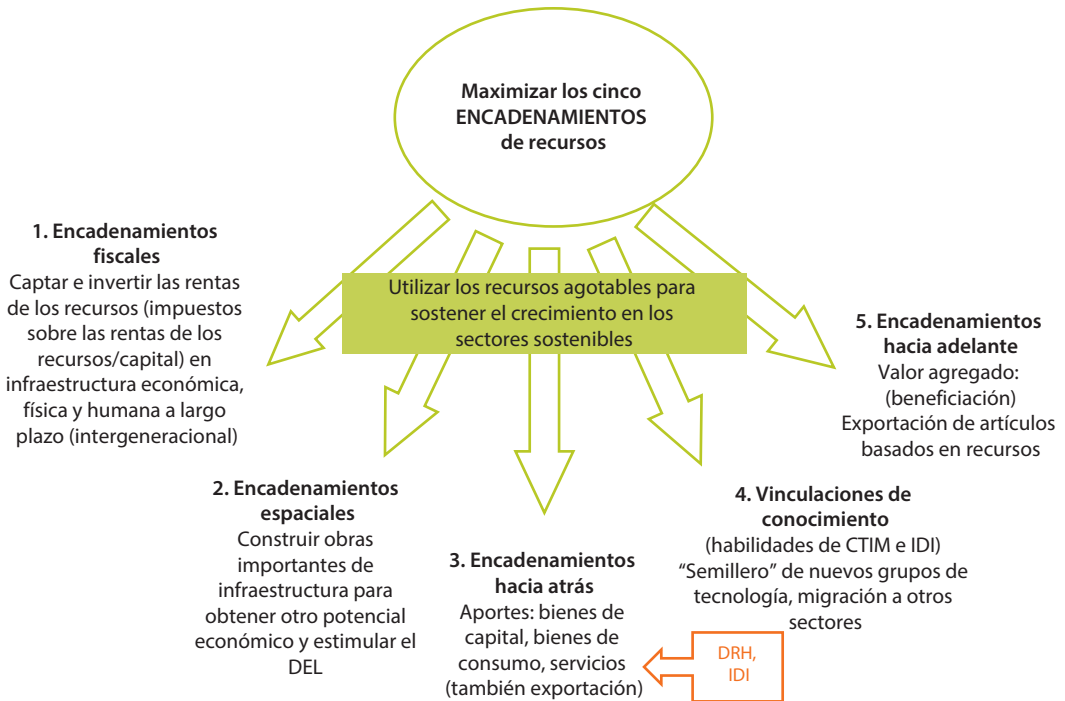 Maximizar los cinco
ENCADENAMIENTOS
de recursos
Utilizar los recursos agotables para
sostener el crecimiento en los
sectores sostenibles
1. Encadenamientos
fiscales
Captar e invertir las rentas
de los recursos (impuestos
sobre las rentas de los
recursos/capital) en
infraestructura económica,
física y humana a largo
plazo (intergeneracional)
2. Encadenamientos
espaciales
Construir obras
importantes de
infraestructura para
obtener otro potencial
económico y estimular el
DEL
3. Encadenamientos
hacia atrás
Aportes: bienes de
capital, bienes de
consumo, servicios
(también exportación)
DRH,
IDI
4. Vinculaciones de
conocimiento
(habilidades de CTIM e IDI)
“Semillero” de nuevos grupos de
tecnología, migración a otros
sectores
5. Encadenamientos
hacia adelante
Valor agregado:
(beneficiación)
Exportación de artículos
basados en recursos